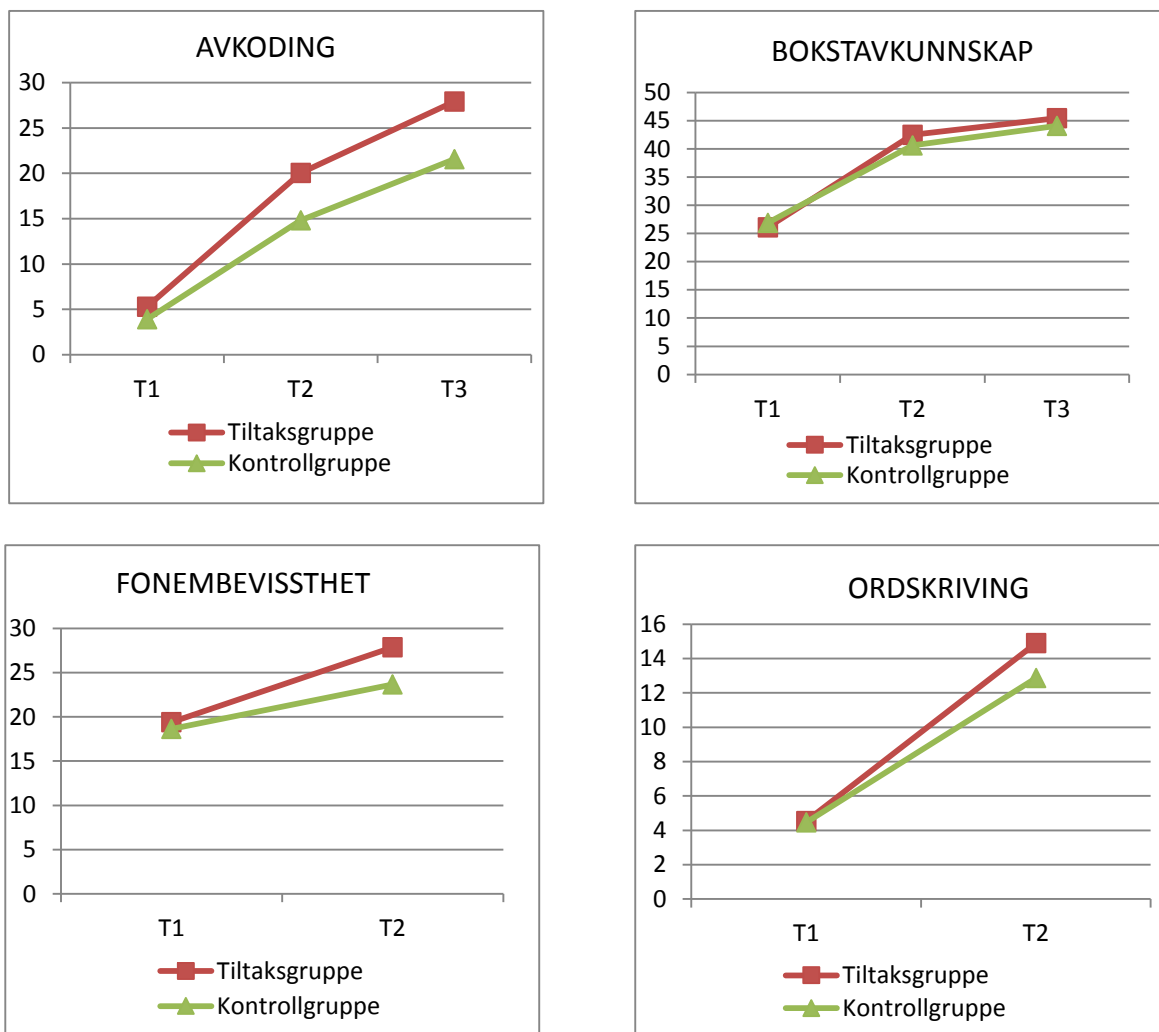 AVKODING
30
25
20
15
10
5
0
T1 T2 T3
Tiltaksgruppe
Kontrollgruppe
BOKSTAVKUNNSKAP
50
45
40
35
30
25
20
15
10
5
0
T1 T2 T3
Tiltaksgruppe
Kontrollgruppe
FONEMBEVISSTHET
30
25
20
15
10
5
0
T1 T2
Tiltaksgruppe
Kontrollgruppe
ORDSKRIVING
16
14
12
10
8
6
4
2
0
T1 T2
Tiltaksgruppe
Kontrollgruppe